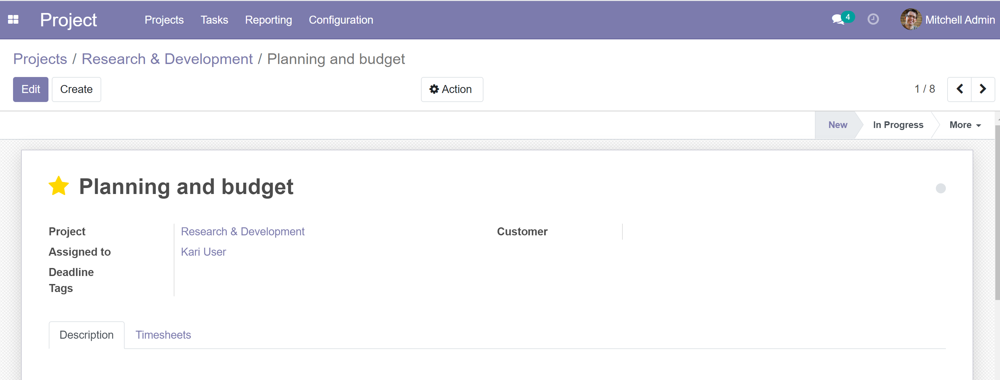 Project Projects Tasks Reporting Configuration 4 Mitchell Admin
Projects / Research & Development / Planning and budget
Edit Create Action 1 / 8
New In Progress More
Planning and budget
Project Research & Development Customer
Assigned to Kari User
Deadline
Tags
Description Timesheets